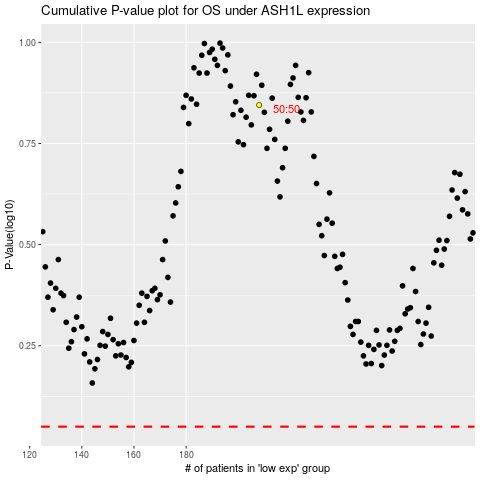 Cumulative P-value plot for OS under ASH1L expression
P-Value(log10)
1.00
0.75
0.50
0.25
50:50
120 140 160 180
# of patients in 'low exp' group